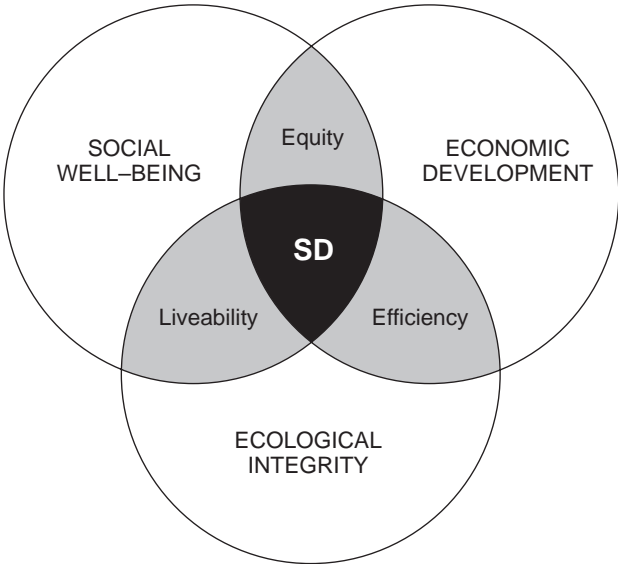 Equity
SOCIAL
WELL–BEING
ECONOMIC
DEVELOPMENT
SD
Liveability
Efficiency
ECOLOGICAL
INTEGRITY